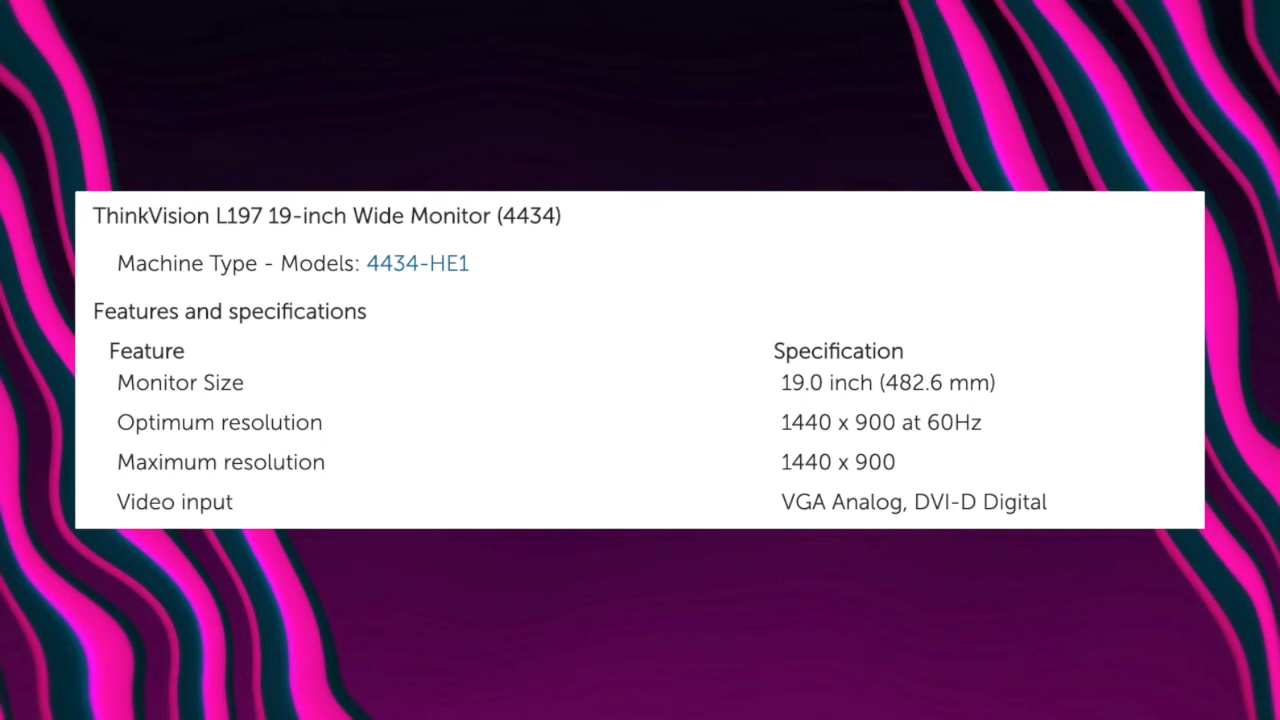 ThinkVision L197 19-inch Wide Monitor (4434)
Machine Type - Models: 4434-HE1
Features and specifications
Feature Specification
Monitor Size 19.0 inch (482.6 mm)
Optimum resolution 1440 x 900 at 60Hz
Maximum resolution 1440 x 900
Video input VGA Analog, DVI-D Digital